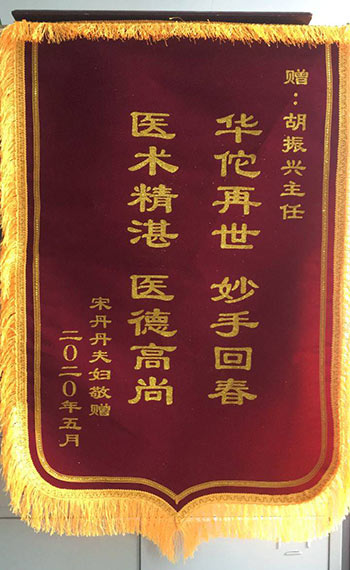 赠：胡振兴主任
华佗再世 妙手回春
医术精湛 医德高尚
宋丹丹夫妇敬赠
二〇二〇年五月